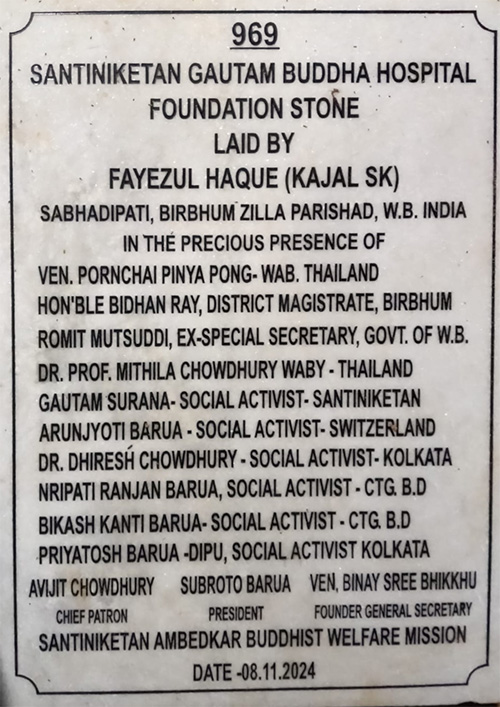 969
SANTINIKETAN GAUTAM BUDDHA HOSPITAL
FOUNDATION STONE
LAID BY
FAYEZUL HAQUE (KAJAL SK)
SABHADIPATI, BIRBHUM ZILLA PARISHAD, W.B. INDIA
IN THE PRECIOUS PRESENCE OF
VEN. PORNCHAI PINYA PONG- WAB. THAILAND
HON'BLE BIDHAN RAY, DISTRICT MAGISTRATE, BIRBHUM
ROMIT MUTSUDDI, EX-SPECIAL SECRETARY, GOVT. OF W.B.
DR. PROF. MITHILA CHOWDHURY WABY - THAILAND
GAUTAM SURANA- SOCIAL ACTIVIST- SANTINIKETAN
ARUNJYOTI BARUA - SOCIAL ACTIVIST- SWITZERLAND
DR. DHIRESH CHOWDHURY - SOCIAL ACTIVIST- KOLKATA
NRIPATI RANJAN BARUA, SOCIAL ACTIVIST - CTG. B.D
BIKASH KANTI BARUA- SOCIAL ACTIVIST - CTG. B.D
PRIYATOSH BARUA -DIPU, SOCIAL ACTIVIST KOLKATA
AVIJIT CHOWDHURY SUBROTO BARUA VEN, BINAY SREE BHIKKHU
CHIEF PATRON PRESIDENT FOUNDER GENERAL SECRETARY
SANTINIKETAN AMBEDKAR BUDDHIST WELFARE MISSION
DATE -08.11.2024